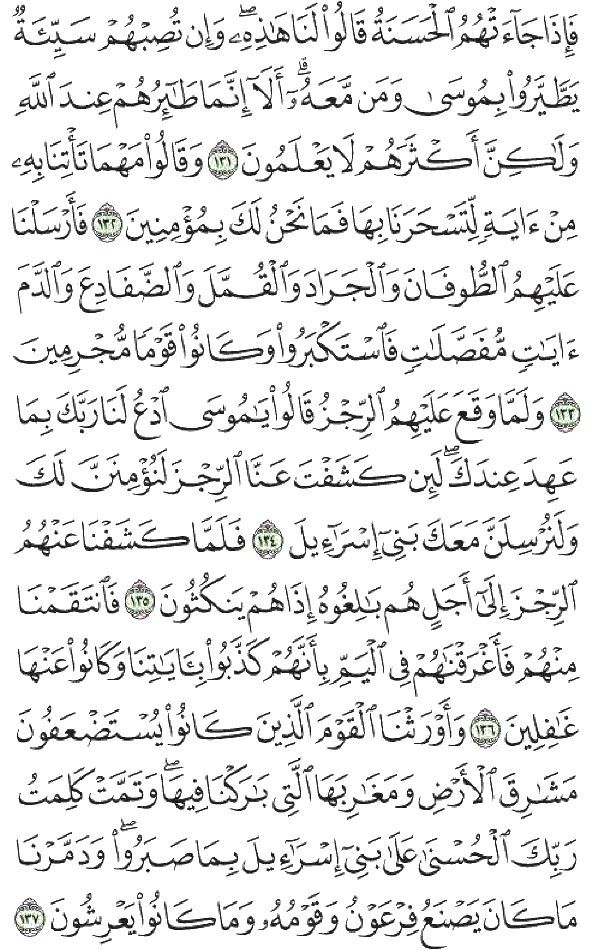 فَإِذَا جَآءَتۡهُمُ ٱلۡحَسَنَةُ قَالُواْ لَنَا هَٰذِهِۦۖ وَإِن تُصِبۡهُمۡ سَيِّئَةٞ
يَطَّيَّرُواْ بِمُوسَىٰ وَمَن مَّعَهُۥٓۗ أَلَآ إِنَّمَا طَٰٓئِرُهُمۡ عِندَ ٱللَّهِ
وَلَٰكِنَّ أَكۡثَرَهُمۡ لَا يَعۡلَمُونَ ١٣١ وَقَالُواْ مَهۡمَا تَأۡتِنَا بِهِۦ
مِنۡ ءَايَةٖ لِّتَسۡحَرَنَا بِهَا فَمَا نَحۡنُ لَكَ بِمُؤۡمِنِينَ ١٣٢ فَأَرۡسَلۡنَا
عَلَيۡهِمُ ٱلطُّوفَانَ وَٱلۡجَرَادَ وَٱلۡقُمَّلَ وَٱلضَّفَادِعَ وَٱلدَّمَ
ءَايَٰتٖ مُّفَصَّلَٰتٖ فَٱسۡتَكۡبَرُواْ وَكَانُواْ قَوۡمٗا مُّجۡرِمِينَ
١٣٣ وَلَمَّا وَقَعَ عَلَيۡهِمُ ٱلرِّجۡزُ قَالُواْ يَٰمُوسَى ٱدۡعُ لَنَا رَبَّكَ بِمَا
عَهِدَ عِندَكَۖ لَئِن كَشَفۡتَ عَنَّا ٱلرِّجۡزَ لَنُؤۡمِنَنَّ لَكَ
وَلَنُرۡسِلَنَّ مَعَكَ بَنِيٓ إِسۡرَٰٓءِيلَ ١٣٤ فَلَمَّا كَشَفۡنَا عَنۡهُمُ
ٱلرِّجۡزَ إِلَىٰٓ أَجَلٍ هُم بَٰلِغُوهُ إِذَا هُمۡ يَنكُثُونَ ١٣٥ فَٱنتَقَمۡنَا
مِنۡهُمۡ فَأَغۡرَقۡنَٰهُمۡ فِي ٱلۡيَمِّ بِأَنَّهُمۡ كَذَّبُواْ بِـَٔايَٰتِنَا وَكَانُواْ عَنۡهَا
غَٰفِلِينَ ١٣٦ وَأَوۡرَثۡنَا ٱلۡقَوۡمَ ٱلَّذِينَ كَانُواْ يُسۡتَضۡعَفُونَ
مَشَٰرِقَ ٱلۡأَرۡضِ وَمَغَٰرِبَهَا ٱلَّتِي بَٰرَكۡنَا فِيهَاۖ وَتَمَّتۡ كَلِمَتُ
رَبِّكَ ٱلۡحُسۡنَىٰ عَلَىٰ بَنِيٓ إِسۡرَٰٓءِيلَ بِمَا صَبَرُواْۖ وَدَمَّرۡنَا
مَا كَانَ يَصۡنَعُ فِرۡعَوۡنُ وَقَوۡمُهُۥ وَمَا كَانُواْ يَعۡرِشُونَ ١٣٧